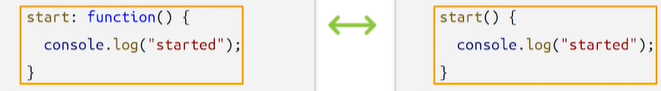 start: function() {
console.log("started");
}
start() {
console.log("started");
}